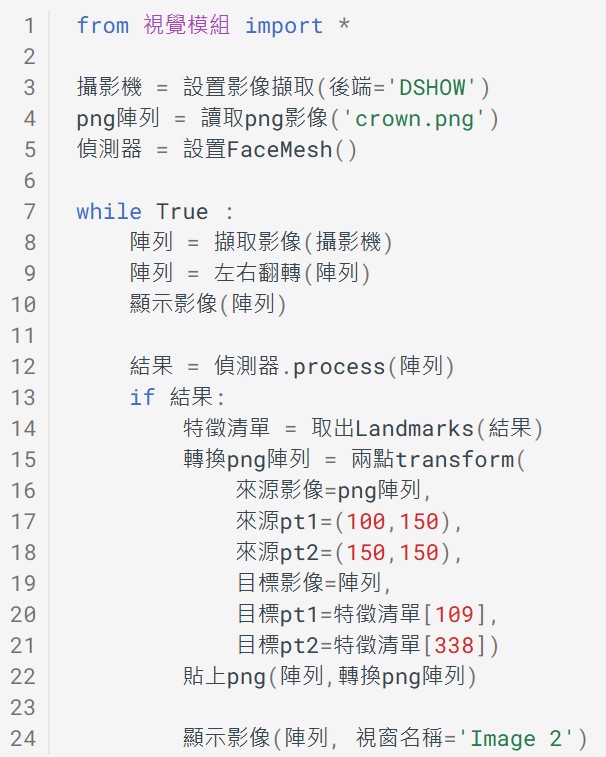 1 from 視覺模組 import *
2
3 攝影機 = 設置影像擷取(後端='DSHOW')
4 png陣列 = 讀取png影像('crown.png')
5 偵測器 = 設置FaceMesh()
6
7 while True :
8     陣列 = 擷取影像(攝影機)
9     陣列 = 左右翻轉(陣列)
10     顯示影像(陣列)
11
12     結果 = 偵測器.process(陣列)
13     if 結果:
14         特徵清單 = 取出Landmarks(結果)
15         轉換png陣列 = 兩點transform(
16             來源影像=png陣列,
17             來源pt1=(100,150),
18             來源pt2=(150,150),
19             目標影像=陣列,
20             目標pt1=特徵清單[109],
21             目標pt2=特徵清單[338])
22         貼上png(陣列,轉換png陣列)
23
24         顯示影像(陣列, 視窗名稱='Image 2')